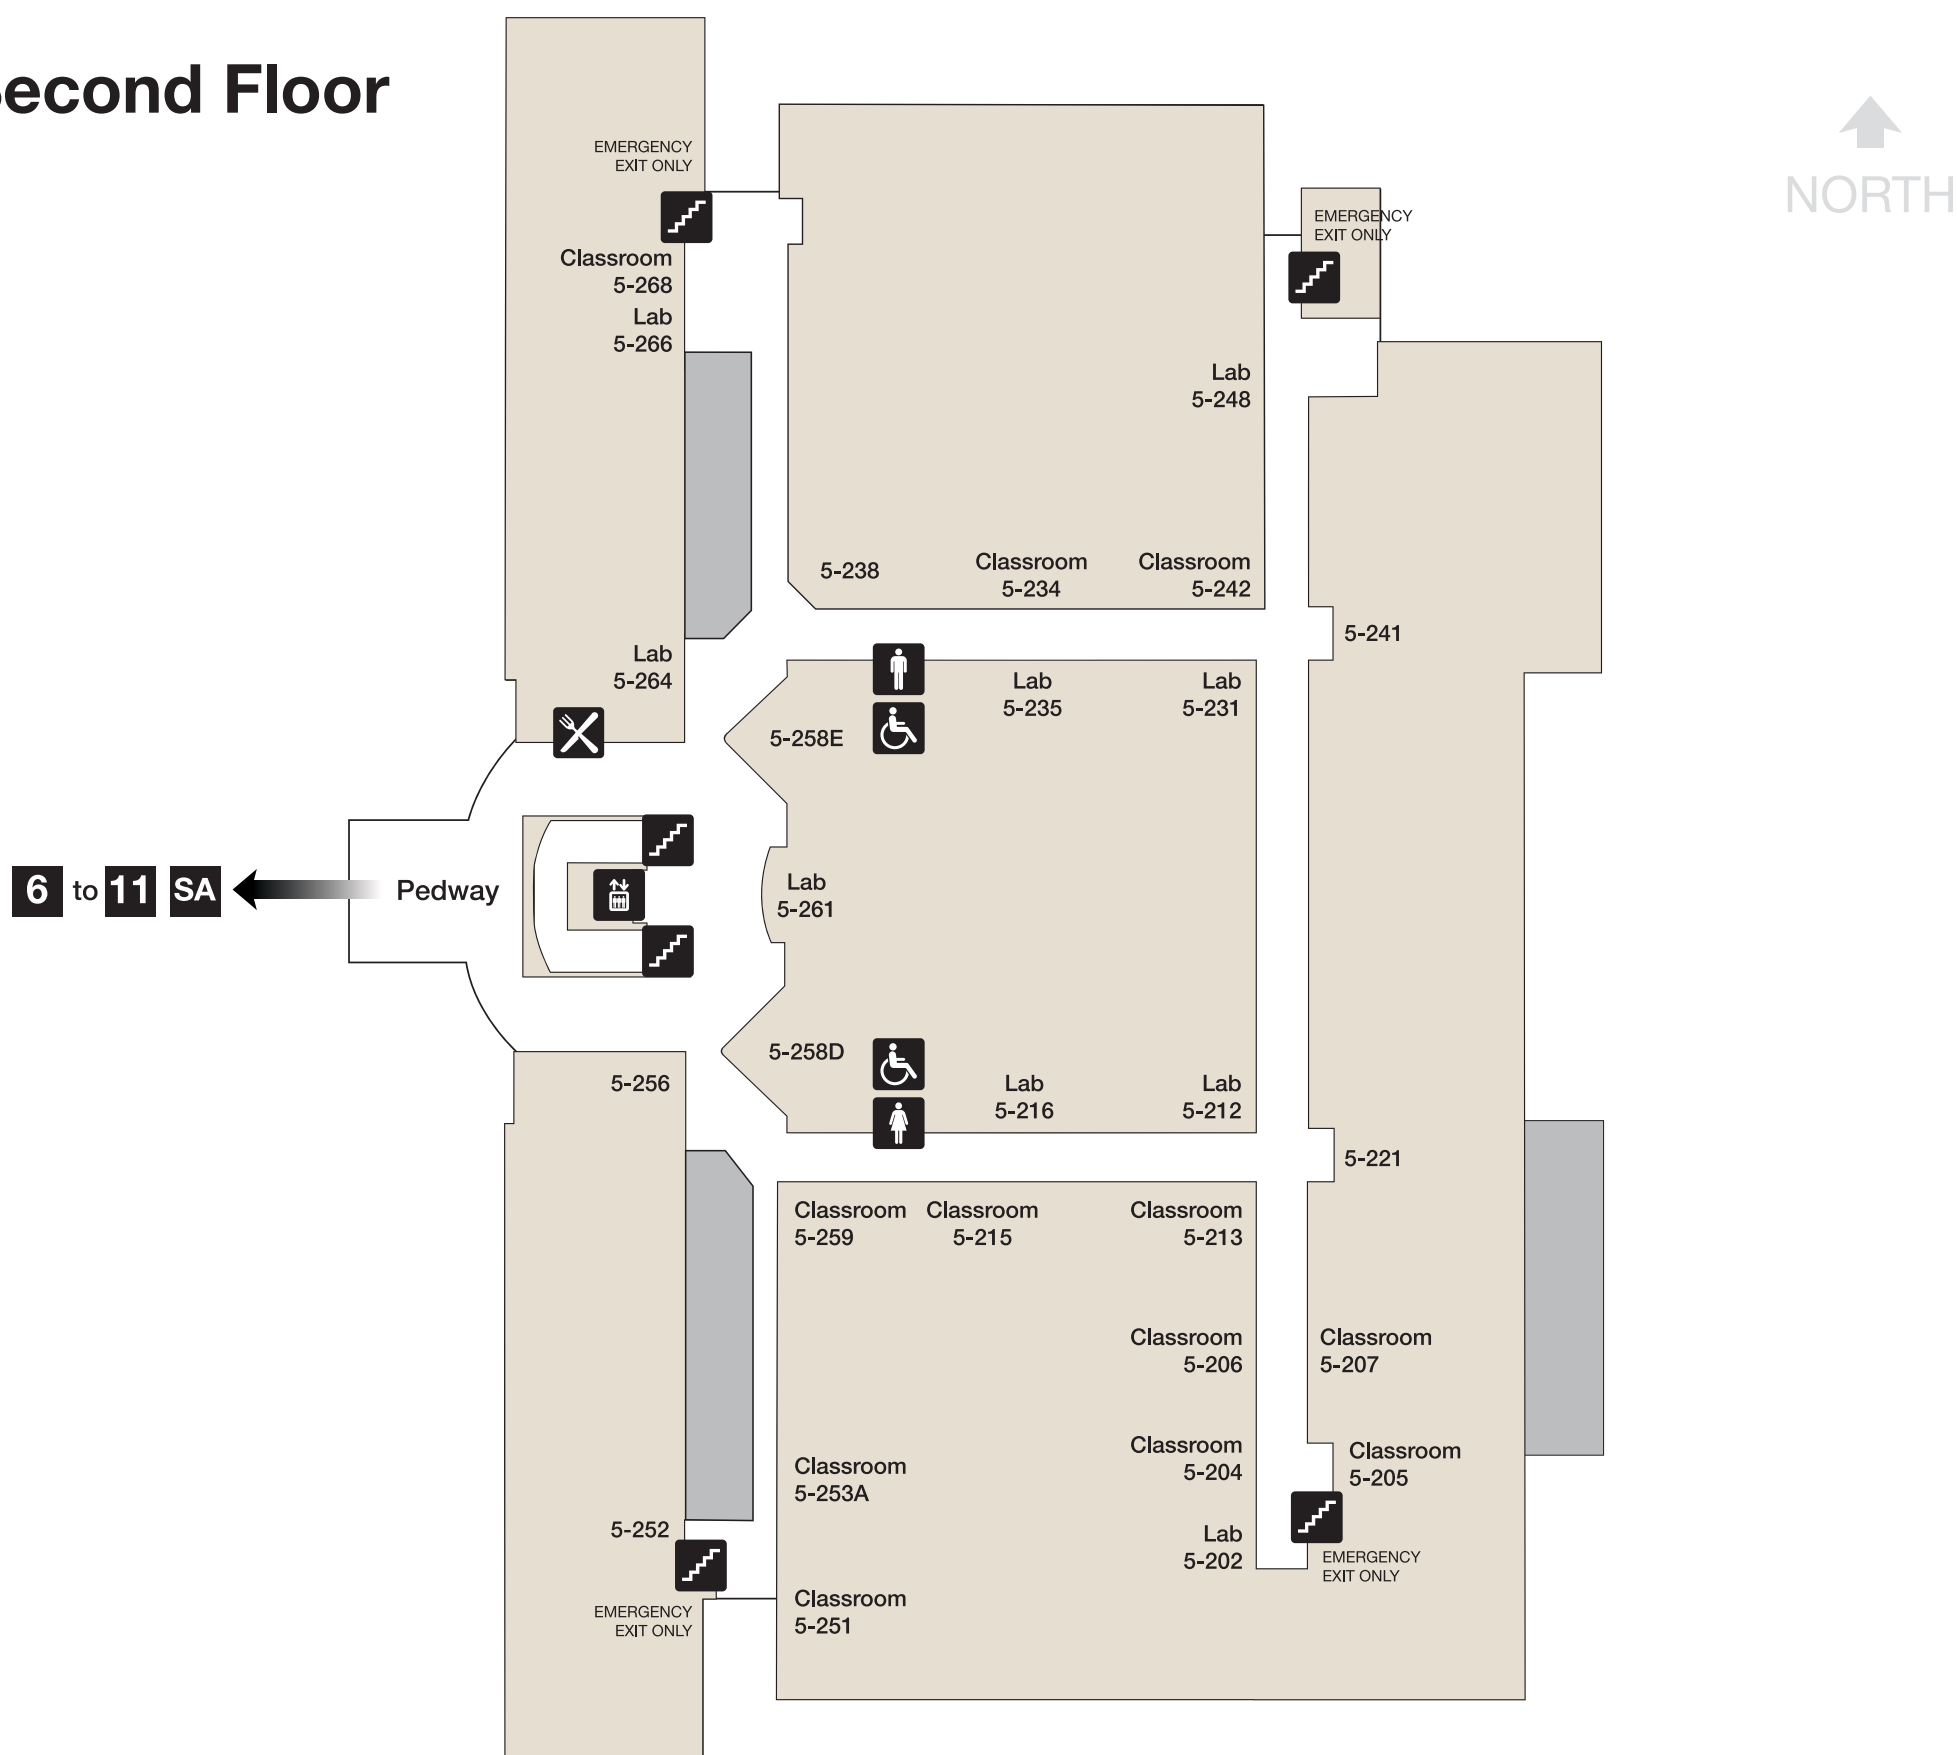 Second Floor
NORTH
EMERGENCY
EXIT ONLY
EMERGENCY
EXIT ONLY
Classroom
5-268
Lab
5-266
Lab
5-248
5-238
Classroom
5-234
Classroom
5-242
5-241
Lab
5-264
Lab
5-235
Lab
5-231
5-258E
6 to 11 SA
Pedway
Lab
5-261
5-258D
5-256
Lab
5-216
Lab
5-212
5-221
Classroom
5-259
Classroom
5-215
Classroom
5-213
Classroom
5-206
Classroom
5-207
Classroom
5-204
Classroom
5-205
Classroom
5-253A
5-252
Lab
5-202
EMERGENCY
EXIT ONLY
Classroom
5-251
EMERGENCY
EXIT ONLY